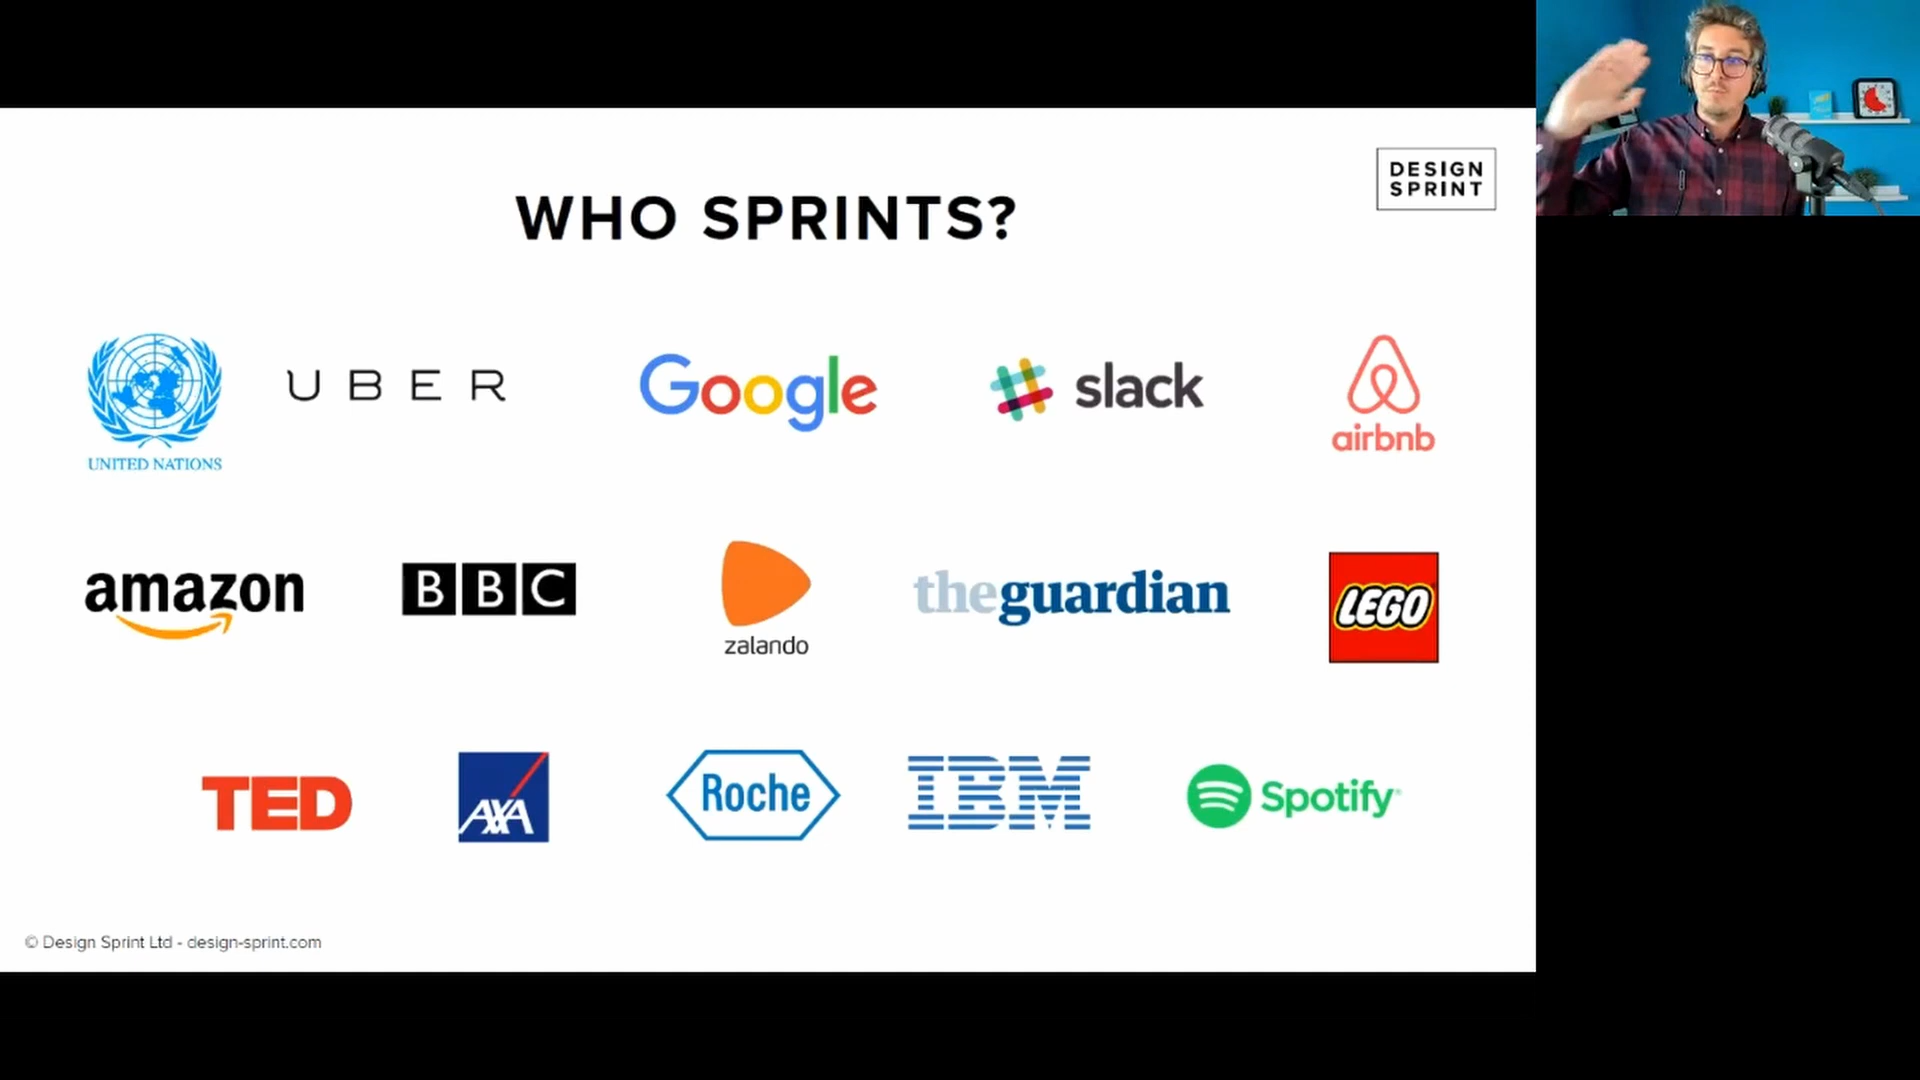 DESIGN
SPRINT
WHO SPRINTS?
UNITED NATIONS
UBER
Google
slack
airbnb
amazon
BBC
zalando
theguardian
LEGO
TED
AXA
Roche
IBM
Spotify
© Design Sprint Ltd - design-sprint.com